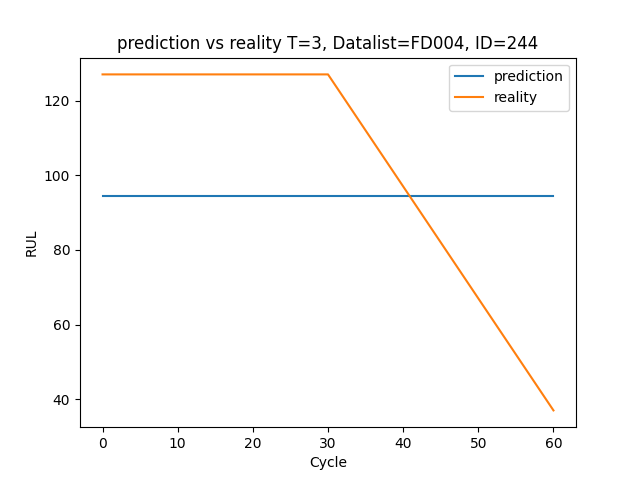 prediction vs reality T=3, Datalist=FD004, ID=244
prediction
reality
120
100
80
60
40
RUL
0 10 20 30 40 50 60
Cycle